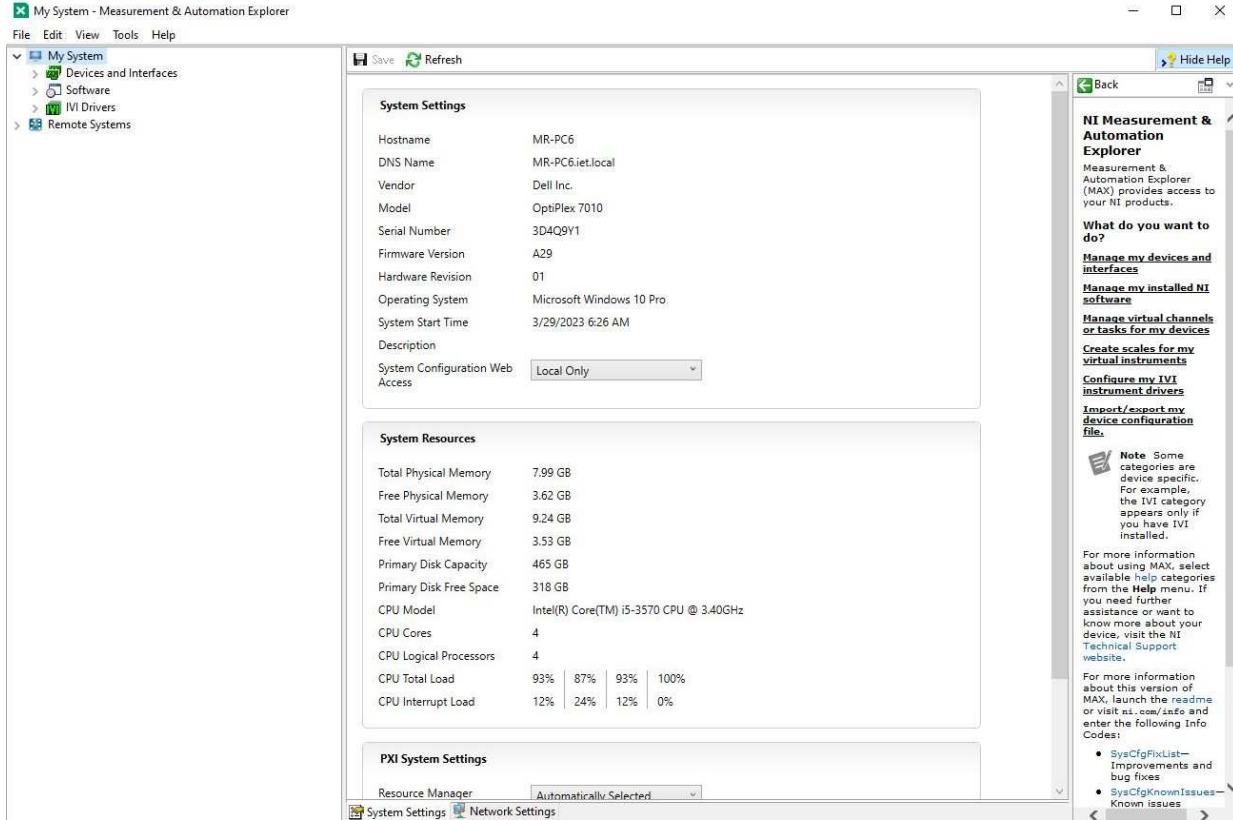 My System - Measurement & Automation Explorer
File Edit View Tools Help
My System
Devices and Interfaces
Software
IVI Drivers
Remote Systems
Save Refresh
Hide Help
System Settings
Hostname MR-PC6
DNS Name MR-PC6.iet.local
Vendor Dell Inc.
Model OptiPlex 7010
Serial Number 3D4Q9Y1
Firmware Version A29
Hardware Revision 01
Operating System Microsoft Windows 10 Pro
System Start Time 3/29/2023 6:26 AM
Description
System Configuration Web
Access
Local Only
System Resources
Total Physical Memory 7.99 GB
Free Physical Memory 3.62 GB
Total Virtual Memory 9.24 GB
Free Virtual Memory 3.53 GB
Primary Disk Capacity 465 GB
Primary Disk Free Space 318 GB
CPU Model Intel(R) Core(TM) i5-3570 CPU @ 3.40GHz
CPU Cores 4
CPU Logical Processors 4
CPU Total Load 93% 87% 93% 100%
CPU Interrupt Load 12% 24% 12% 0%
PXI System Settings
Resource Manager Automatically Selected
System Settings Network Settings
Back
NI Measurement &
Automation
Explorer
Measurement &
Automation Explorer
(MAX) provides access to
your NI products.
What do you want to
do?
Manage my devices and
interfaces
Manage my installed NI
software
Manage virtual channels
or tasks for my devices
Create scales for my
virtual instruments
Configure my IVI
instrument drivers
Import/export my
device configuration
file.
Note Some
categories are
device specific.
For example,
the IVI category
appears only if
you have IVI
installed.
For more information
about using MAX, select
available help categories
from the Help menu. If
you need further
assistance or want to
know more about your
device, visit the NI
Technical Support
website.
For more information
about this version of
MAX, launch the readme
or visit ni.com/info and
enter the following Info
Codes:
SysCfgFixList—
Improvements and
bug fixes
SysCfgKnownIssues—
Known issues